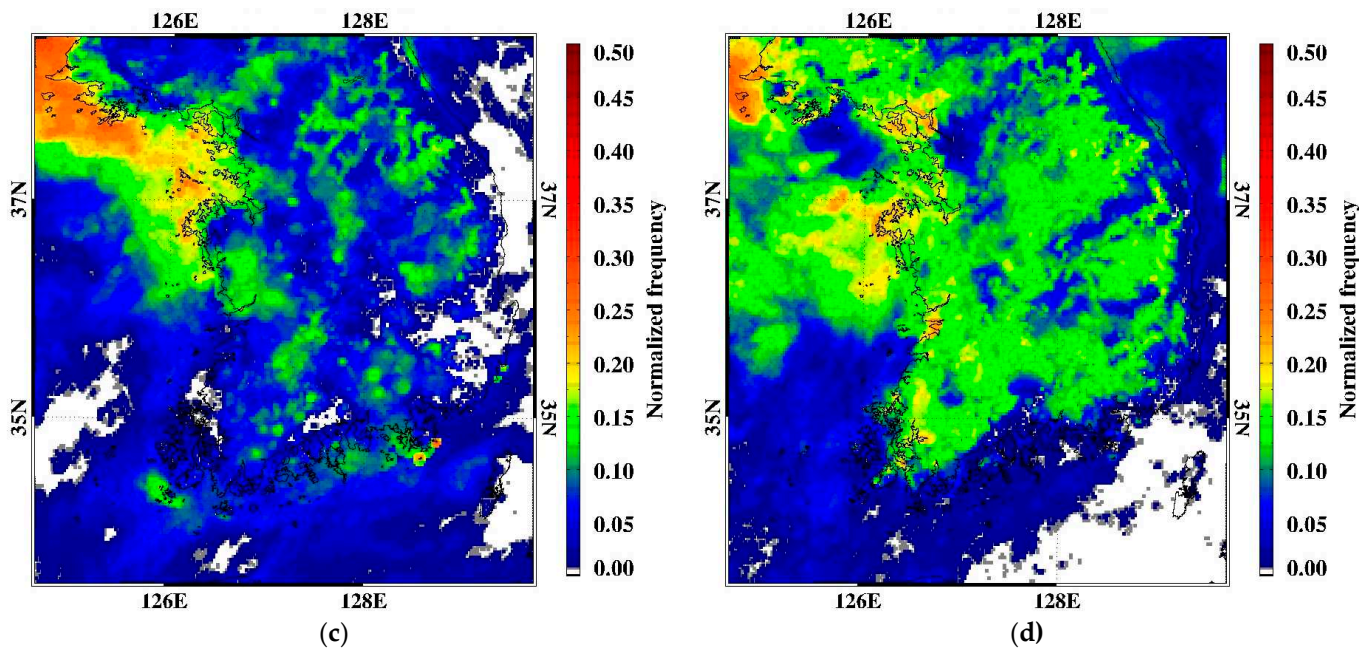 126E 128E 126E 128E
0.50 0.50
0.45 0.45
0.40 0.40
0.35 0.35
37N 37N 37N 37N
0.30 0.30
Normalized frequency Normalized frequency
0.25 0.25
0.20 0.20
0.15 0.15
35N 35N 35N 35N
0.10 0.10
0.05 0.05
0.00 0.00
126E 128E 126E 128E
(c) (d)